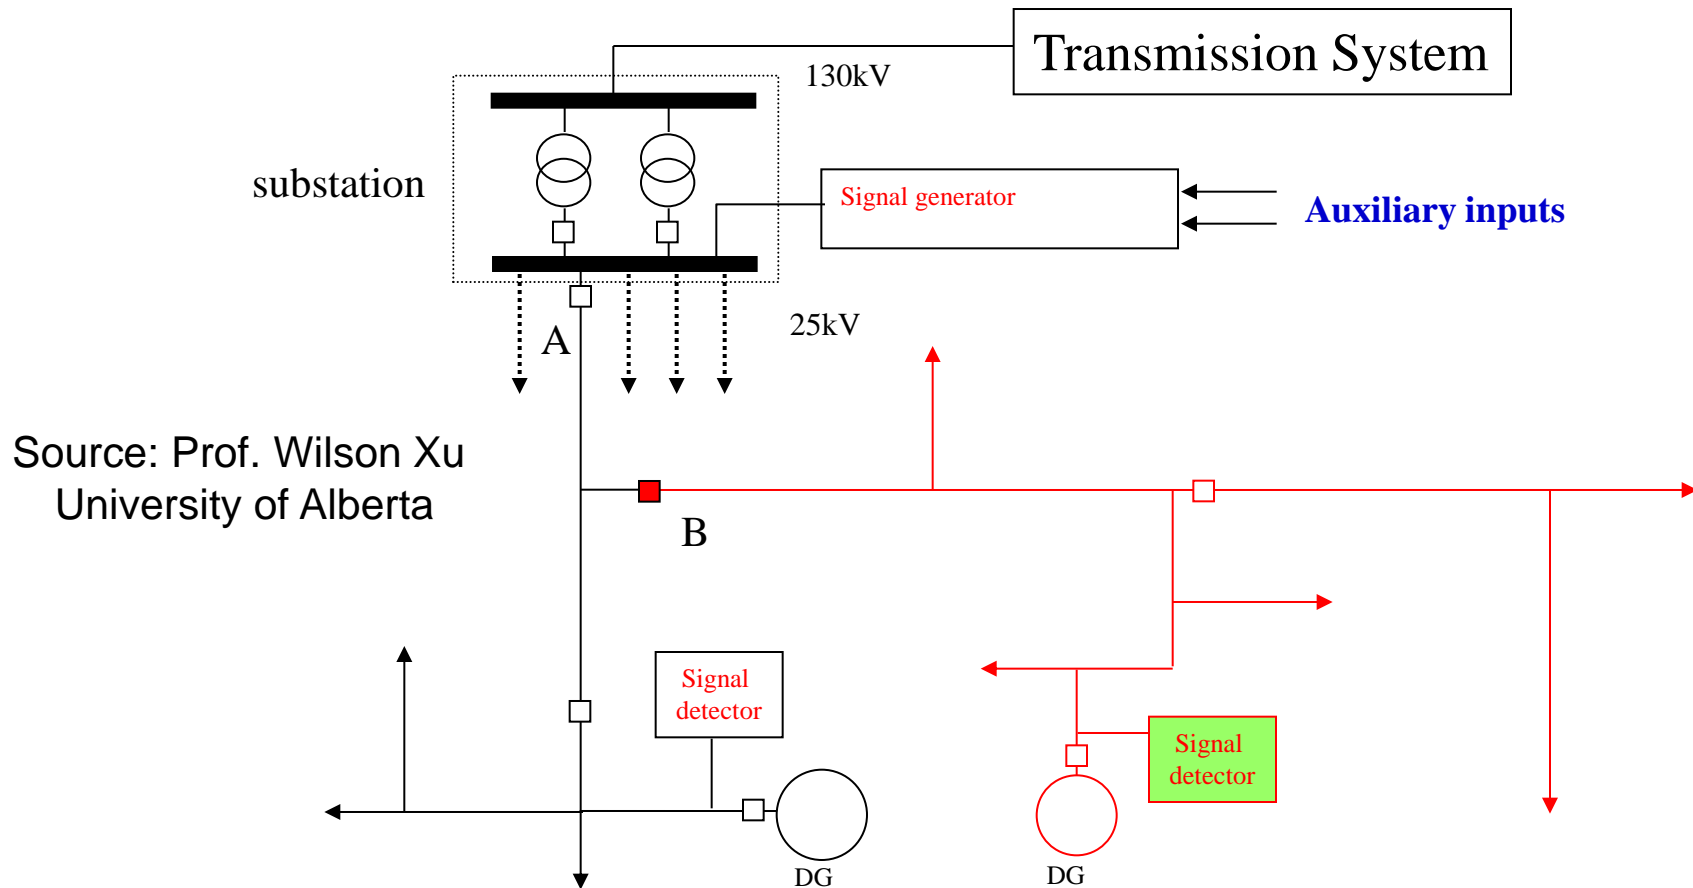 Transmission System
130kV
substation
Signal generator
Auxiliary inputs
25kV
A
Source: Prof. Wilson Xu
University of Alberta
B
Signal
detector
Signal
detector
DG
DG